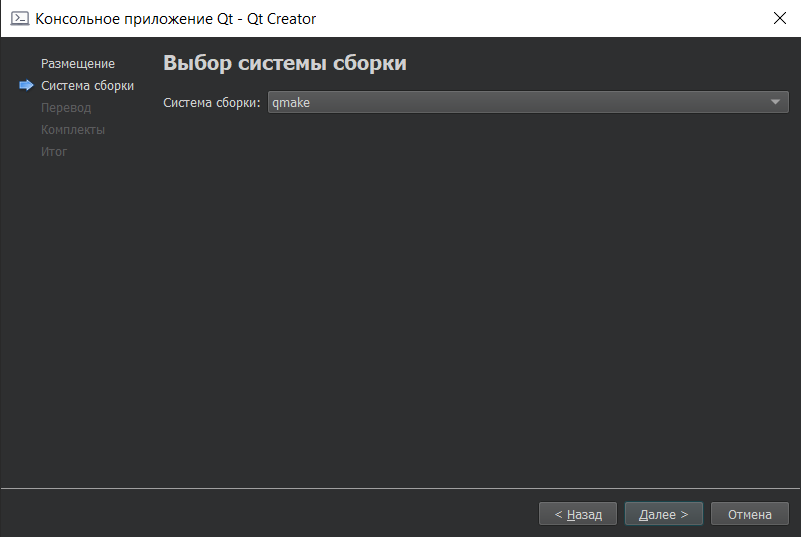 Консольное приложение Qt - Qt Creator
Размещение
Система сборки
Перевод
Комплекты
Итог
Выбор системы сборки
Система сборки: qmake
< Назад
Далее >
Отмена